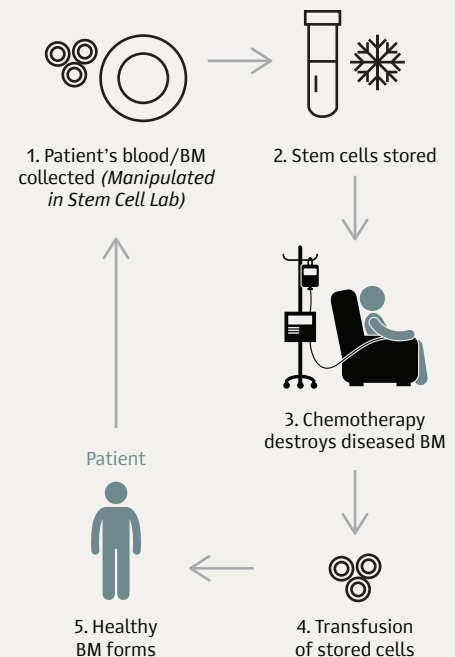 1. Patient’s blood/BM
collected (Manipulated
in Stem Cell Lab)
2. Stem cells stored
3. Chemotherapy
destroys diseased BM
4. Transfusion
of stored cells
Patient
5. Healthy
BM forms